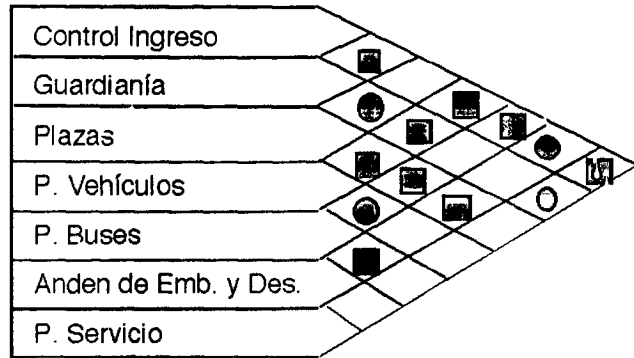 Control Ingreso
Guardianía
Plazas
P. Vehículos
P. Buses
Anden de Emb. y Des.
P. Servicio